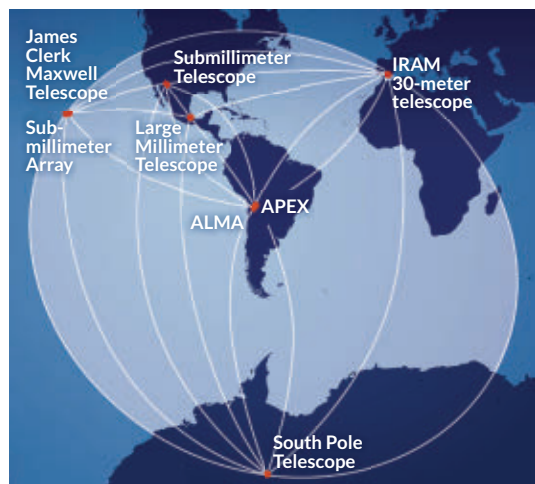 James
Clerk
Maxwell
Telescope
Submillimeter
Telescope
IRAM
30-meter
telescope
Sub-
millimeter
Array
Large
Millimeter
Telescope
APEX
ALMA
South Pole
Telescope